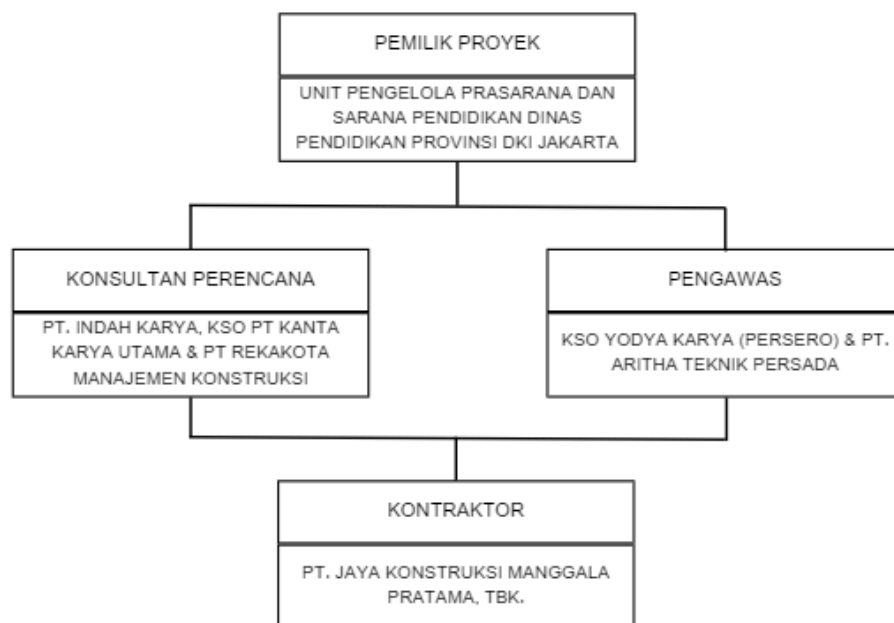 PEMILIK PROYEK
UNIT PENGELOLA PRASARANA DAN
SARANA PENDIDIKAN DINAS
PENDIDIKAN PROVINSI DKI JAKARTA
KONSULTAN PERENCANA
PT. INDAH KARYA, KSO PT KANTA
KARYA UTAMA & PT REKAKOTA
MANAJEMEN KONSTRUKSI
PENGAWAS
KSO YODYA KARYA (PERSERO) & PT.
ARITHA TEKNIK PERSADA
KONTRAKTOR
PT. JAYA KONSTRUKSI MANGGALA
PRATAMA, TBK.